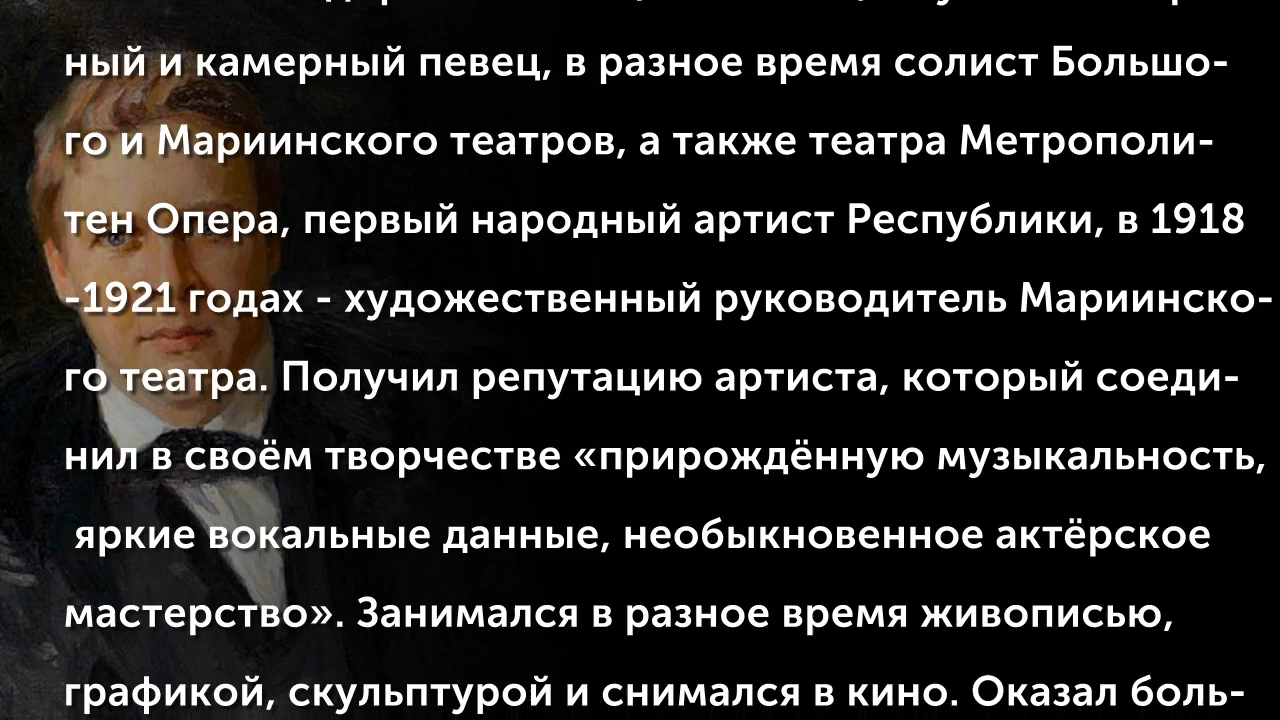 ный и камерный певец, в разное время солист Большо-
го и Мариинского театров, а также театра Метрополи-
тен Опера, первый народный артист Республики, в 1918
-1921 годах - художественный руководитель Мариинско-
го театра. Получил репутацию артиста, который соеди-
нил в своём творчестве «прирождённую музыкальность,
яркие вокальные данные, необыкновенное актёрское
мастерство». Занимался в разное время живописью,
графикой, скульптурой и снимался в кино. Оказал боль-